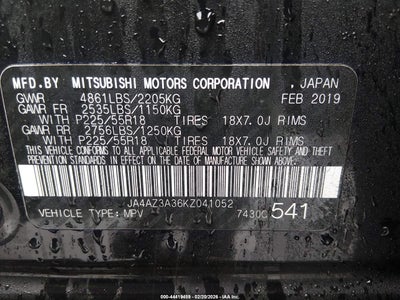 MFD.BY MITSUBISHI MOTORS CORPORATION , JAPAN
GVWR 4861LBS/2205KG FEB 2019
GAWR FR 2535LBS/1150KG
WITH P225/55R18 TIRES 18X7.0J RIMS
GAWR RR 2756LBS/1250KG
WITH P225/55R18 TIRES 18X7.0J RIMS
THIS VEHICLE CONFORMS TO ALL APPLICABLE FEDERAL
MOTOR VEHICLE SAFETY, BUMPER, AND THEFT PREVENTION
STANDARDS IN EFFECT ON THE DATE OF MANUFACTURE SHOWN ABOVE.
JA4AZ3A36KZ041052
VEHICLE TYPE: MPV 7430C 541
000-44419459 - (02/20/2026 -